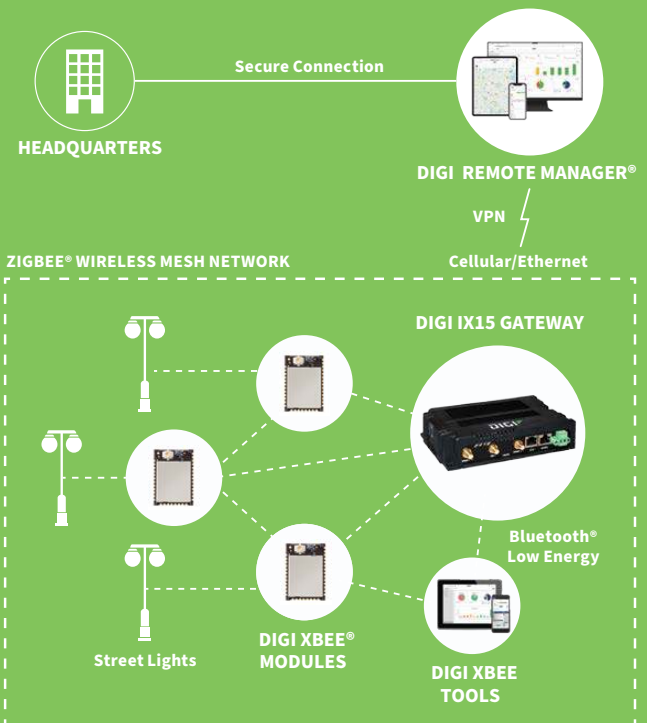 Secure Connection
HEADQUARTERS
DIGI REMOTE MANAGER®
VPN
Cellular/Ethernet
ZIGBEE® WIRELESS MESH NETWORK
DIGI IX15 GATEWAY
DIGI
Bluetooth®
Low Energy
DIGI XBEE®
MODULES
Street Lights
DIGI XBEE
TOOLS